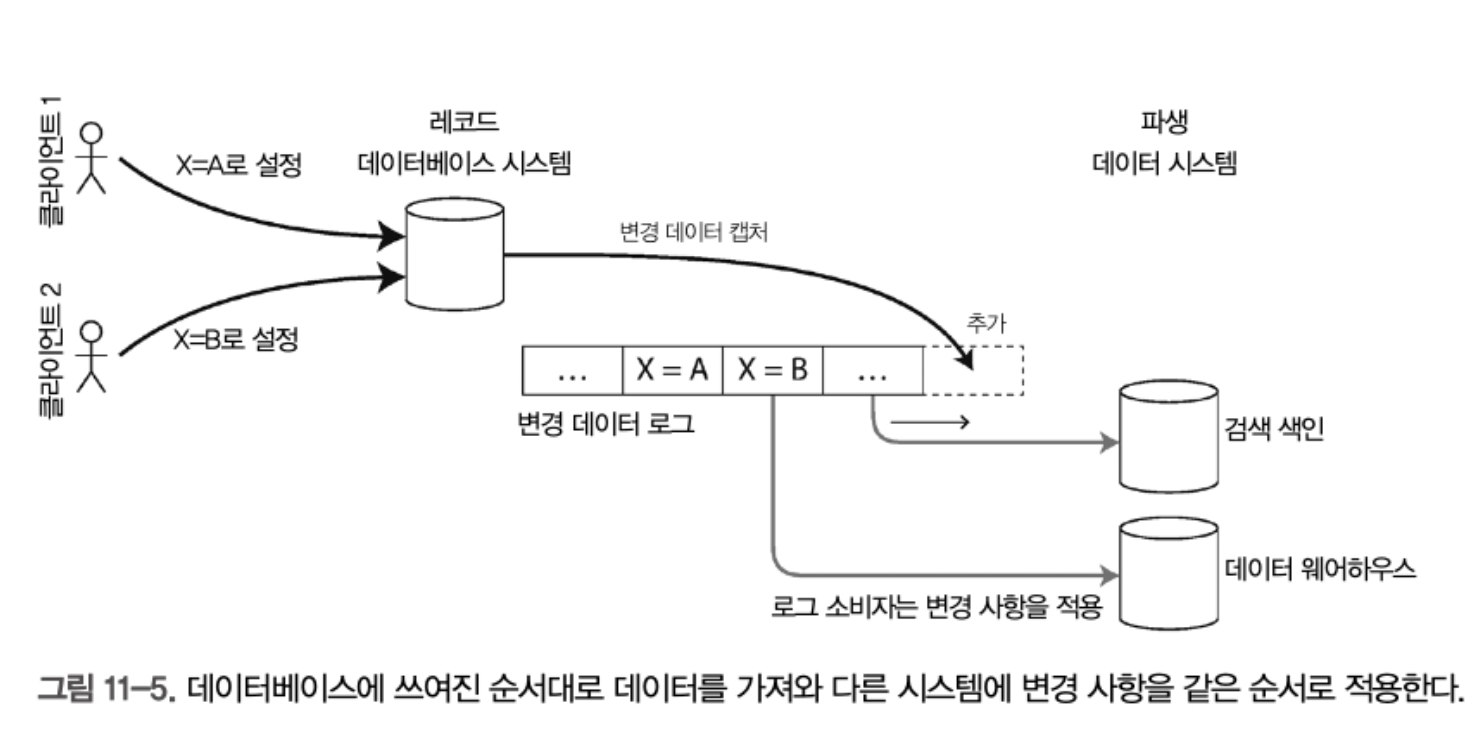 클라이언트 1
X=A로 설정
클라이언트 2
X=B로 설정
레코드
데이터베이스 시스템
변경 데이터 캡처
추가
... X = A X = B ...
변경 데이터 로그
파생
데이터 시스템
검색 색인
데이터 웨어하우스
로그 소비자는 변경 사항을 적용
그림 11-5. 데이터베이스에 쓰여진 순서대로 데이터를 가져와 다른 시스템에 변경 사항을 같은 순서로 적용한다.